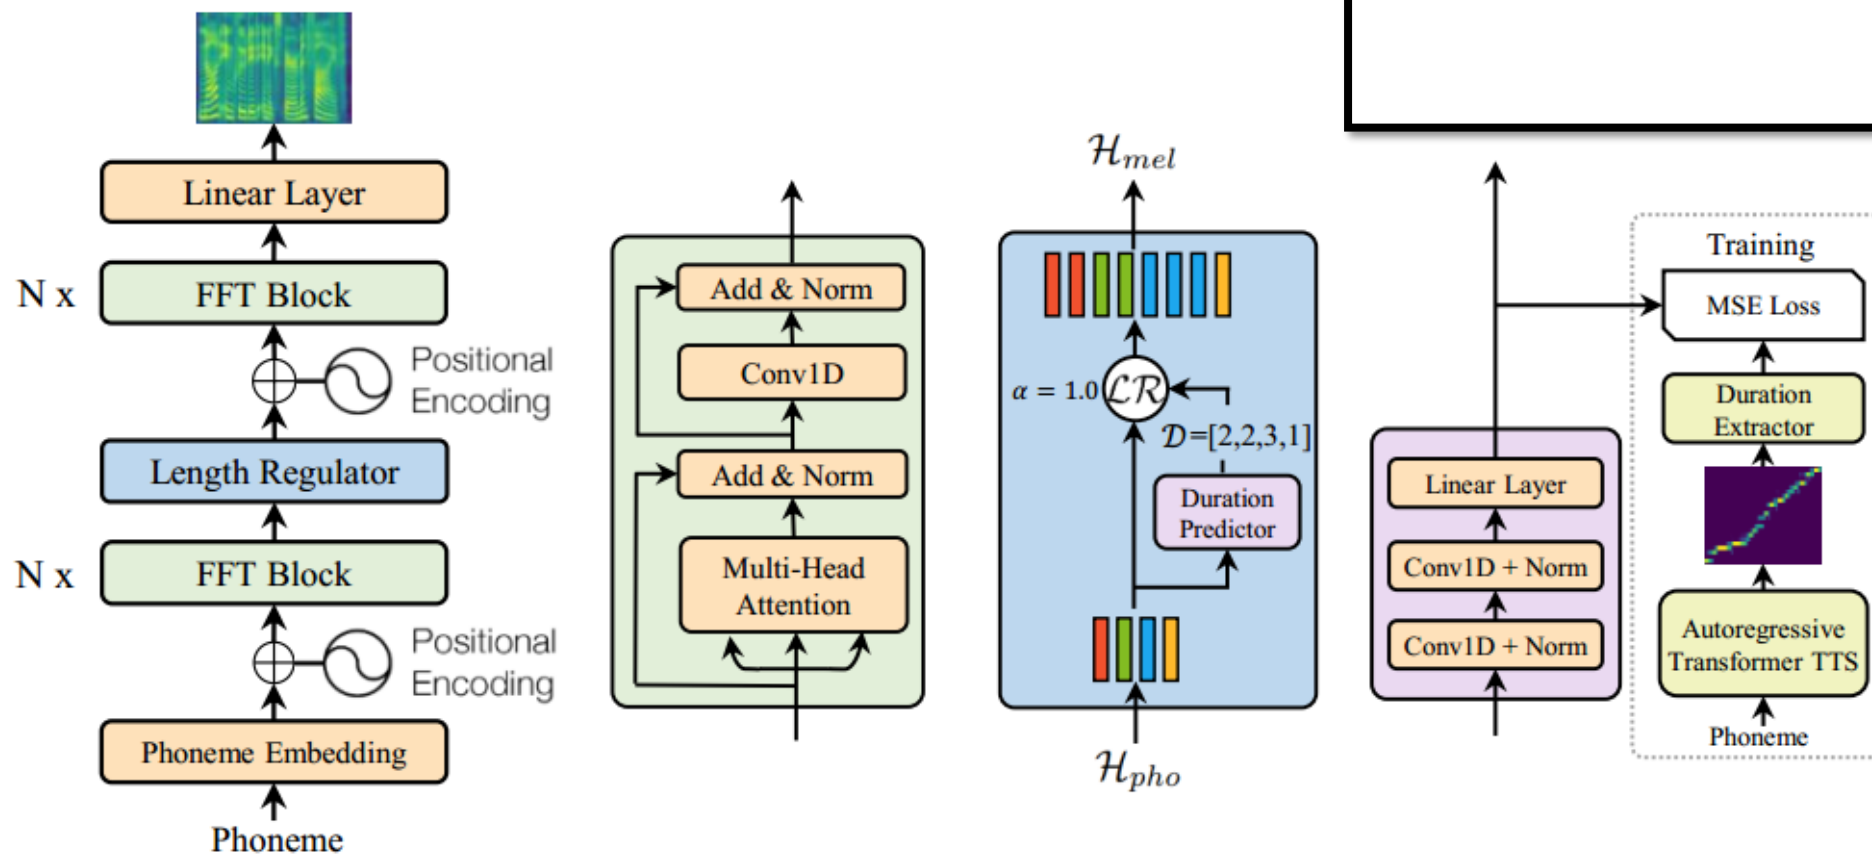 Linear Layer
N x
FFT Block
Positional
Encoding
Length Regulator
N x
FFT Block
Positional
Encoding
Phoneme Embedding
Phoneme
Add & Norm
Conv1D
Add & Norm
Multi-Head
Attention
ℋ_mel
α = 1.0
ℒℛ
𝒟=[2,2,3,1]
Duration
Predictor
ℋ_pho
Linear Layer
Conv1D + Norm
Conv1D + Norm
Training
MSE Loss
Duration
Extractor
Autoregressive
Transformer TTS
Phoneme